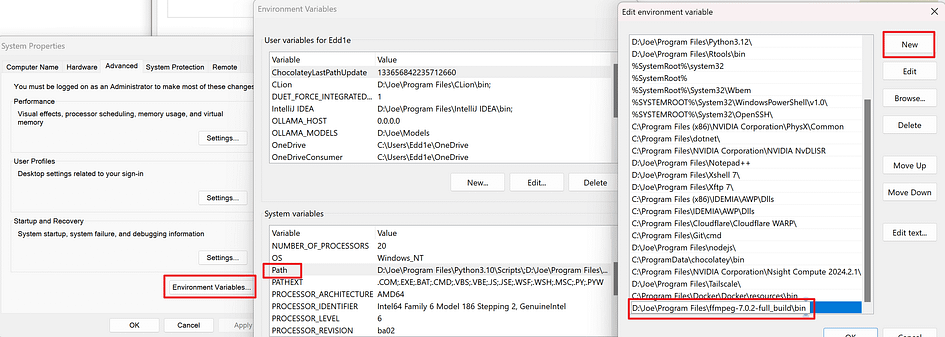 System Properties
Computer Name Hardware Advanced System Protection Remote
You must be logged on as an Administrator to make most of these changes
Performance
Visual effects, processor scheduling, memory usage, and virtual
memory
Settings...
User Profiles
Desktop settings related to your sign-in
Settings...
Startup and Recovery
System startup, system failure, and debugging information
Settings...
Environment Variables...
OK Cancel Apply
Environment Variables
User variables for Edd1e
Variable Value
ChocolateyLastPathUpdate 133656842235712660
CLion D:\Joe\Program Files\CLion\bin;
DUET_FORCE_INTEGRATED... 1
IntelliJ IDEA D:\Joe\Program Files\IntelliJ IDEA\bin;
OLLAMA_HOST 0.0.0.0
OLLAMA_MODELS D:\Joe\Models
OneDrive C:\Users\Edd1e\OneDrive
OneDriveConsumer C:\Users\Edd1e\OneDrive
New... Edit... Delete
System variables
Variable Value
NUMBER_OF_PROCESSORS 20
OS Windows_NT
Path D:\Joe\Program Files\Python3.10\Scripts\;D:\Joe\Program Files\...
PATHEXT .COM;.EXE;.BAT;.CMD;.VBS;.VBE;.JS;.JSE;.WSF;.WSH;.MSC;.PY;.PYW
PROCESSOR_ARCHITECTURE AMD64
PROCESSOR_IDENTIFIER Intel64 Family 6 Model 186 Stepping 2, GenuineIntel
PROCESSOR_LEVEL 6
PROCESSOR_REVISION ba02
Edit environment variable
D:\Joe\Program Files\Python3.12\
D:\Joe\Program Files\Rtools\bin
%SystemRoot%\system32
%SystemRoot%
%SystemRoot%\System32\Wbem
%SYSTEMROOT%\System32\WindowsPowerShell\v1.0\
%SYSTEMROOT%\System32\OpenSSH\
C:\Program Files (x86)\NVIDIA Corporation\PhysX\Common
C:\Program Files\dotnet\
C:\Program Files\NVIDIA Corporation\NVIDIA NvDLISR
D:\Joe\Program Files\Notepad++
D:\Joe\Program Files\Xshell 7\
D:\Joe\Program Files\Xftp 7\
C:\Program Files (x86)\IDEMIA\AWP\Dlls
C:\Program Files\IDEMIA\AWP\Dlls
C:\Program Files\Cloudflare\Cloudflare WARP\
C:\Program Files\Git\cmd
D:\Joe\Program Files\nodejs\
C:\ProgramData\chocolatey\bin
C:\Program Files\NVIDIA Corporation\Nsight Compute 2024.2.1\
D:\Joe\Program Files\Tailscale\
C:\Program Files\Docker\Docker\resources\bin
D:\Joe\Program Files\ffmpeg-7.0.2-full_build\bin
New
Edit
Browse...
Delete
Move Up
Move Down
Edit text...
OK Cancel